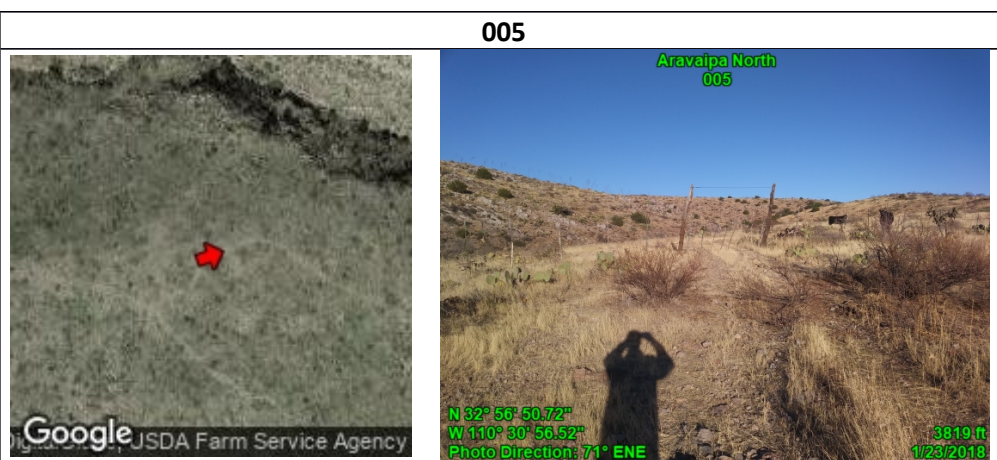 005
Aravaipa North
005
Google
USDA Farm Service Agency
N 32° 56' 50.72"
W 110° 30' 56.52"
Photo Direction: 71° ENE
3819 ft
1/23/2018